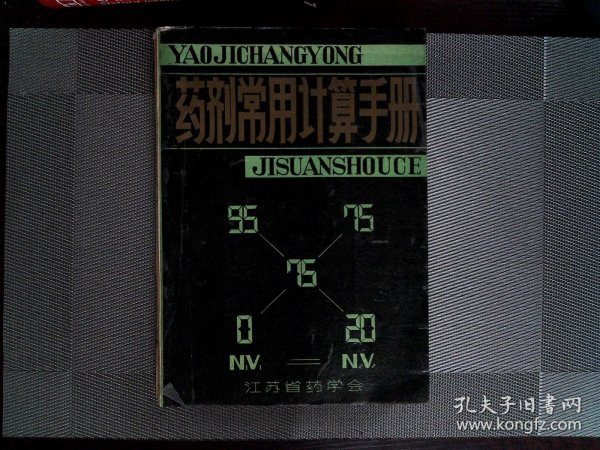 YAOJICHANGYONG
药剂常用计算手册
JISUANSHOUCE
95 75
75
0 20
N.V. = N.V.
江苏省药学会
孔夫子旧书网
www.kongfz.com